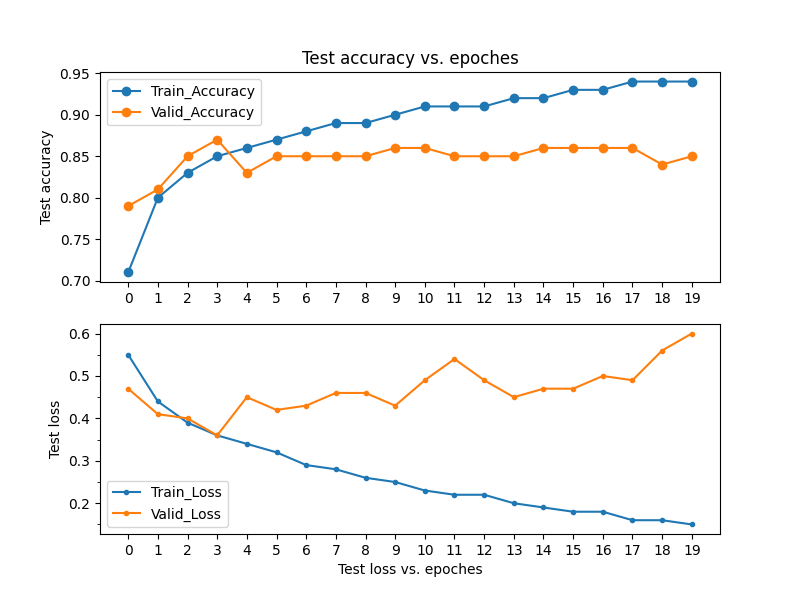 Test accuracy vs. epoches
Test accuracy
0.95
0.90
0.85
0.80
0.75
0.70
Train_Accuracy
Valid_Accuracy
0 1 2 3 4 5 6 7 8 9 10 11 12 13 14 15 16 17 18 19
Test loss
0.6
0.5
0.4
0.3
0.2
Train_Loss
Valid_Loss
0 1 2 3 4 5 6 7 8 9 10 11 12 13 14 15 16 17 18 19
Test loss vs. epoches